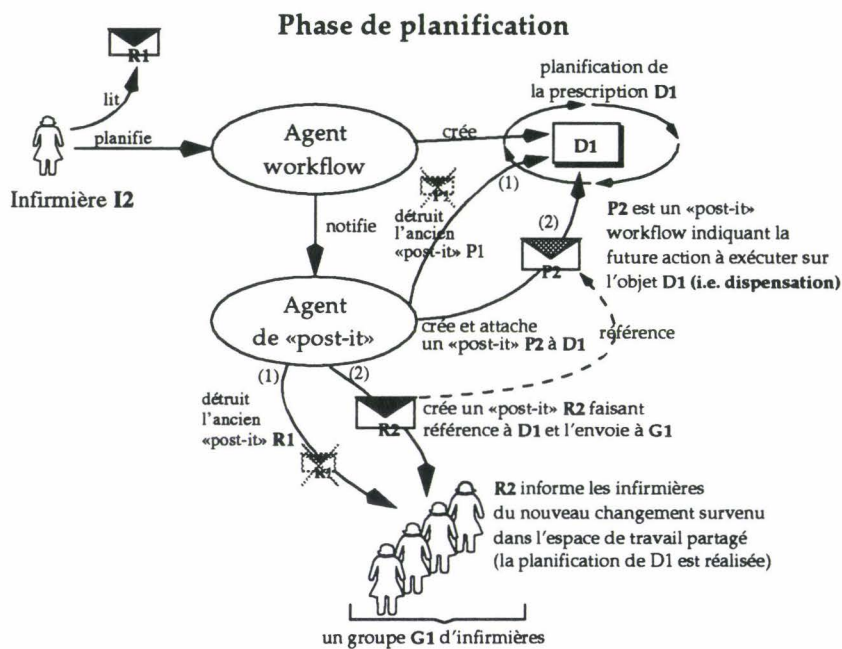 Phase de planification
R1
lit
planifie
Infirmière I2
Agent
workflow
crée
planification de
la prescription D1
D1
notifie
P1
(1)
détruit
l'ancien
«post-it» P1
(2)
P2
P2 est un «post-it»
workflow indiquant la
future action à exécuter sur
l'objet D1 (i.e. dispensation)
Agent
de «post-it»
crée et attache
un «post-it» P2 à D1
référence
(1)
(2)
détruit
l'ancien
«post-it» R1
R1
R2
crée un «post-it» R2 faisant
référence à D1 et l'envoie à G1
R2 informe les infirmières
du nouveau changement survenu
dans l'espace de travail partagé
(la planification de D1 est réalisée)
un groupe G1 d'infirmières